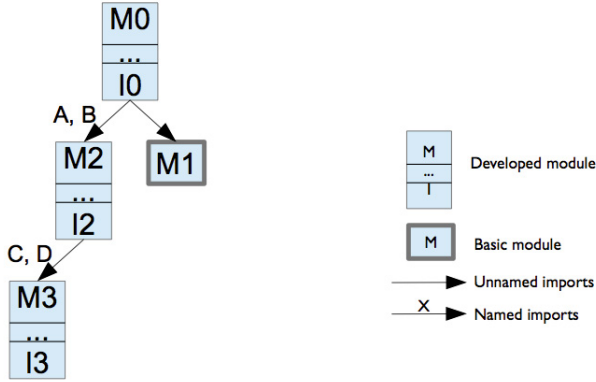 M0
...
I0
A, B
M2
...
I2
M1
C, D
M3
...
I3
M
...
I
Developed module
M
Basic module
Unnamed imports
X
Named imports